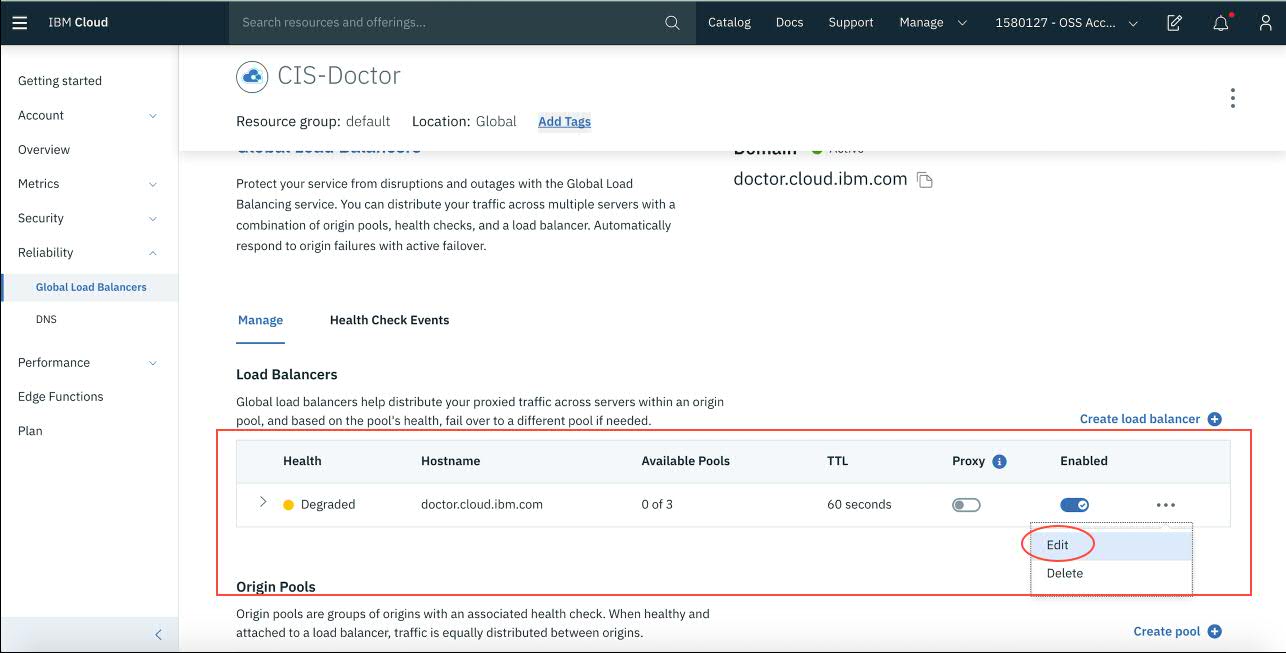 IBM Cloud
Search resources and offerings...
Catalog
Docs
Support
Manage
1580127 - OSS Acc...
Getting started
Account
Overview
Metrics
Security
Reliability
Global Load Balancers
DNS
Performance
Edge Functions
Plan
CIS-Doctor
Resource group: default Location: Global Add Tags
Global Load Balancers
Protect your service from disruptions and outages with the Global Load
Balancing service. You can distribute your traffic across multiple servers with a
combination of origin pools, health checks, and a load balancer. Automatically
respond to origin failures with active failover.
Domain Active
doctor.cloud.ibm.com
Manage Health Check Events
Load Balancers
Global load balancers help distribute your proxied traffic across servers within an origin
pool, and based on the pool's health, fail over to a different pool if needed.
Create load balancer
Health Hostname Available Pools TTL Proxy Enabled
Degraded doctor.cloud.ibm.com 0 of 3 60 seconds
Edit
Delete
Origin Pools
Origin pools are groups of origins with an associated health check. When healthy and
attached to a load balancer, traffic is equally distributed between origins.
Create pool